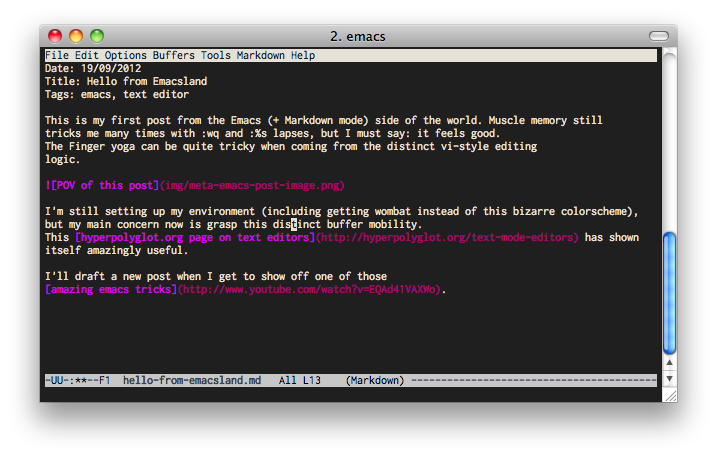 2. emacs
File Edit Options Buffers Tools Markdown Help
Date: 19/09/2012
Title: Hello from Emacsland
Tags: emacs, text editor
This is my first post from the Emacs (+ Markdown mode) side of the world. Muscle memory still
tricks me many times with :wq and :%s lapses, but I must say: it feels good.
The Finger yoga can be quite tricky when coming from the distinct vi-style editing
logic.
![POV of this post](img/meta-emacs-post-image.png)
I'm still setting up my environment (including getting wombat instead of this bizarre colorscheme),
but my main concern now is grasp this distinct buffer mobility.
This [hyperpolyglot.org page on text editors](http://hyperpolyglot.org/text-mode-editors) has shown
itself amazingly useful.
I'll draft a new post when I get to show off one of those
[amazing emacs tricks](http://www.youtube.com/watch?v=EQAd41VAXWo).
-UU-:**--F1  hello-from-emacsland.md   All L13    (Markdown) -----------------------------------------